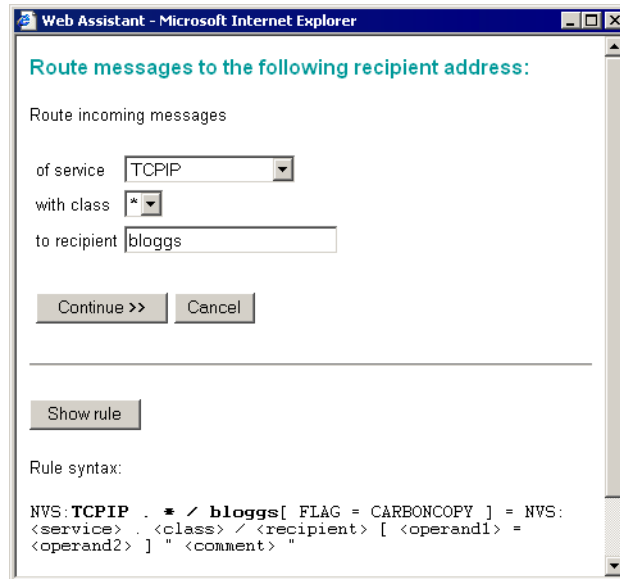 Web Assistant - Microsoft Internet Explorer
Route messages to the following recipient address:
Route incoming messages
of service TCPIP
with class *
to recipient bloggs
Continue >> Cancel
Show rule
Rule syntax:
NVS:TCPIP . * / bloggs[ FLAG = CARBONCOPY ] = NVS:
<service> . <class> / <recipient> [ <operand1> =
<operand2> ] " <comment> "